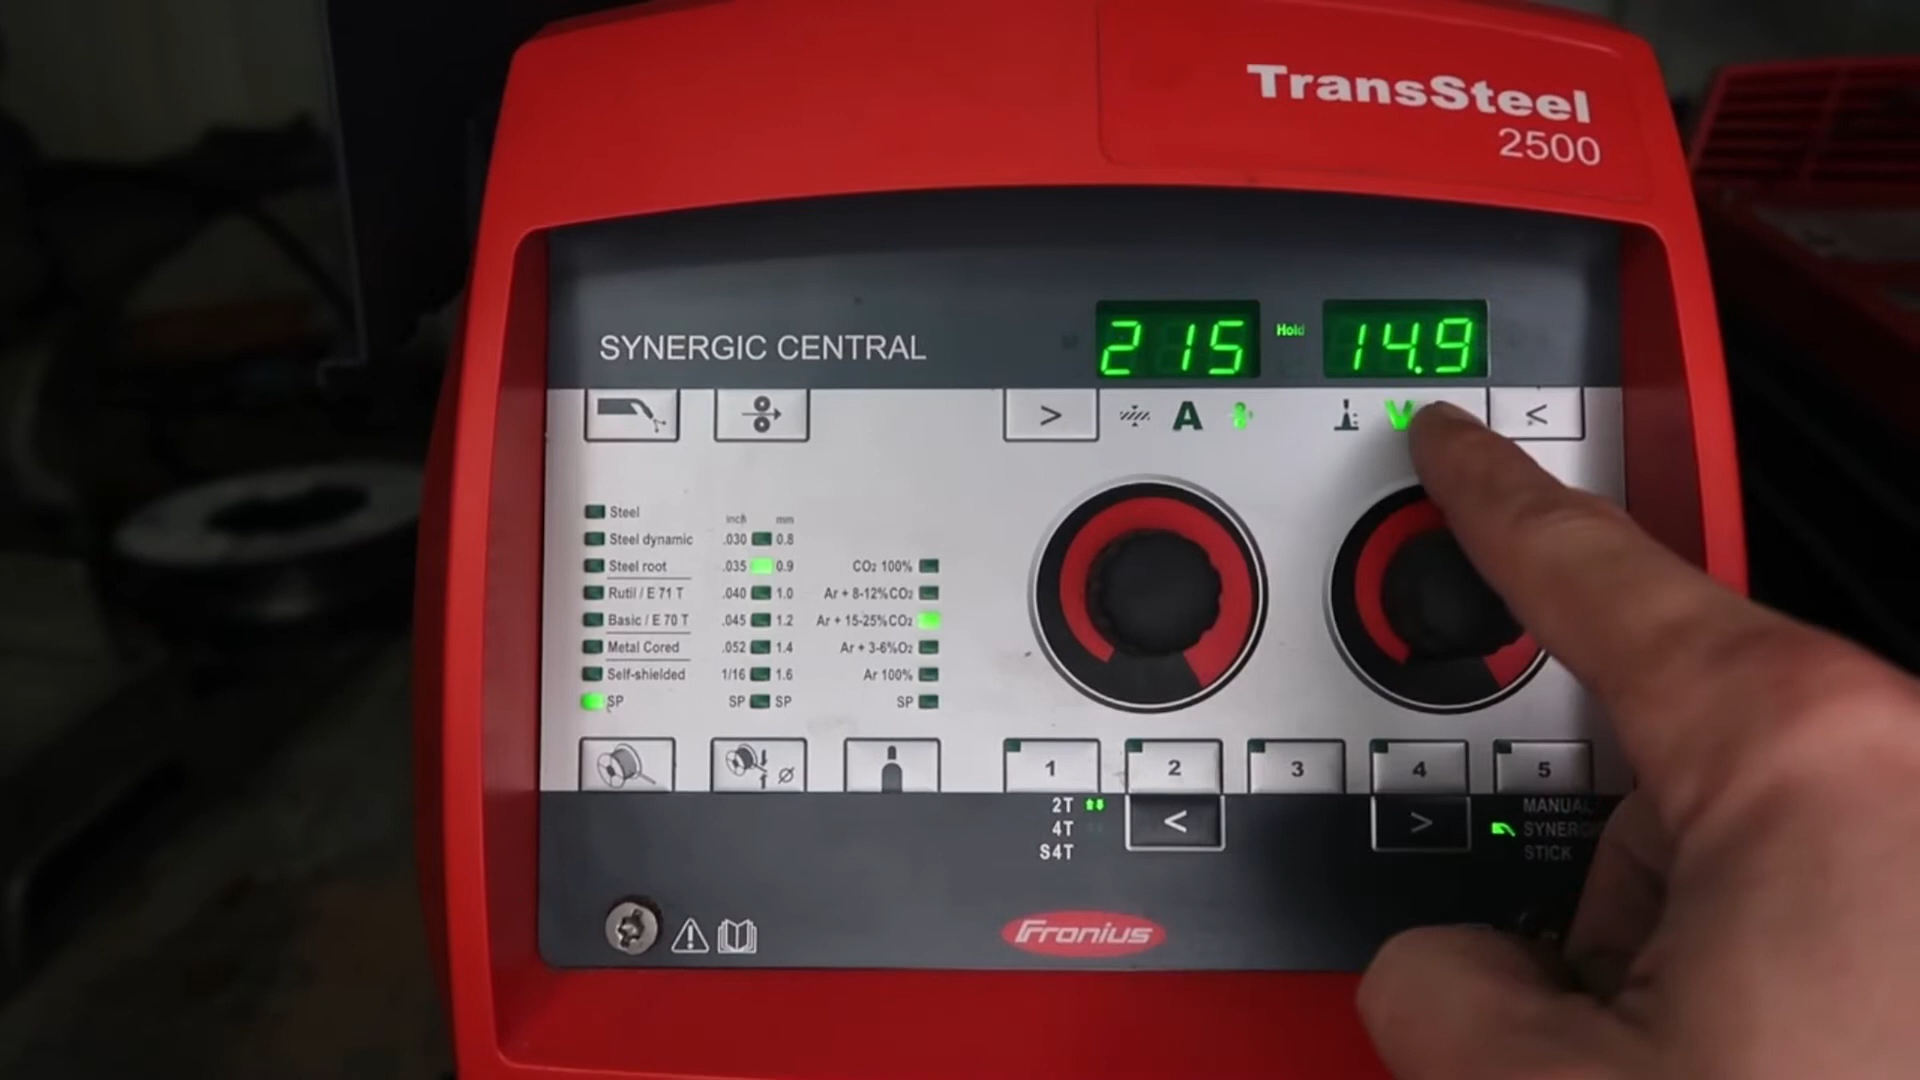 TransSteel
2500
SYNERGIC CENTRAL
215
Hold
14.9
> A V <
Steel
Steel dynamic
Steel root
Rutil / E 71 T
Basic / E 70 T
Metal Cored
Self-shielded
SP
inch mm
.030 0.8
.035 0.9
.040 1.0
.045 1.2
.052 1.4
1/16 1.6
SP SP
CO₂ 100%
Ar + 8-12%CO₂
Ar + 15-25%CO₂
Ar + 3-6%O₂
Ar 100%
SP
Ø
1 2 3 4 5
2T
4T
S4T
< >
MANUAL
STICK
Fronius